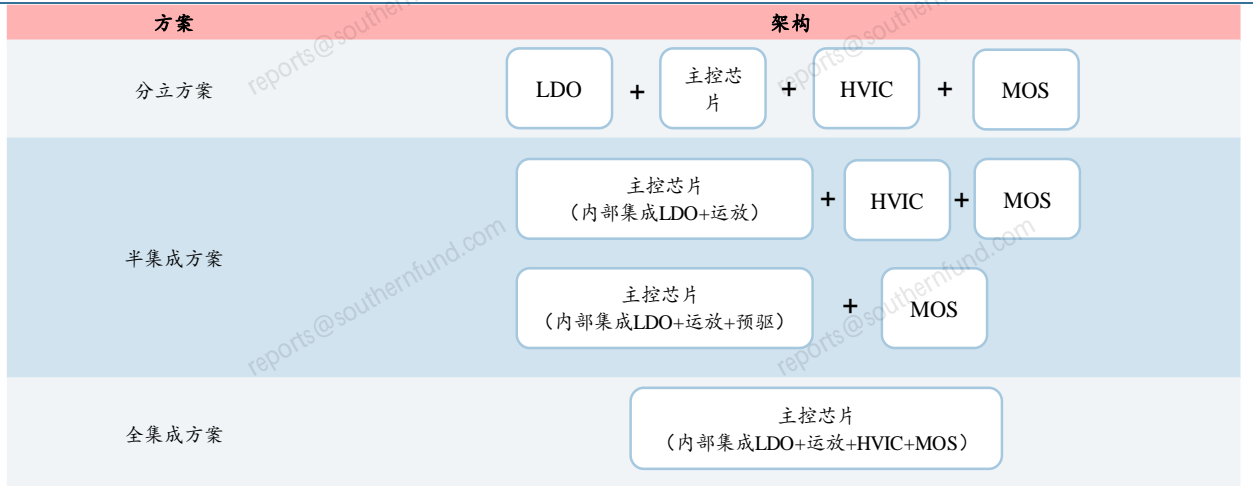 方案 架构
分立方案
LDO + 主控芯 + HVIC + MOS
片
半集成方案
主控芯片
(内部集成LDO+运放) + HVIC + MOS
主控芯片
(内部集成LDO+运放+预驱) + MOS
全集成方案
主控芯片
(内部集成LDO+运放+HVIC+MOS)
reports@southernfund.com
reports@southernfund.com
reports@southernfund.com
reports@southernfund.com